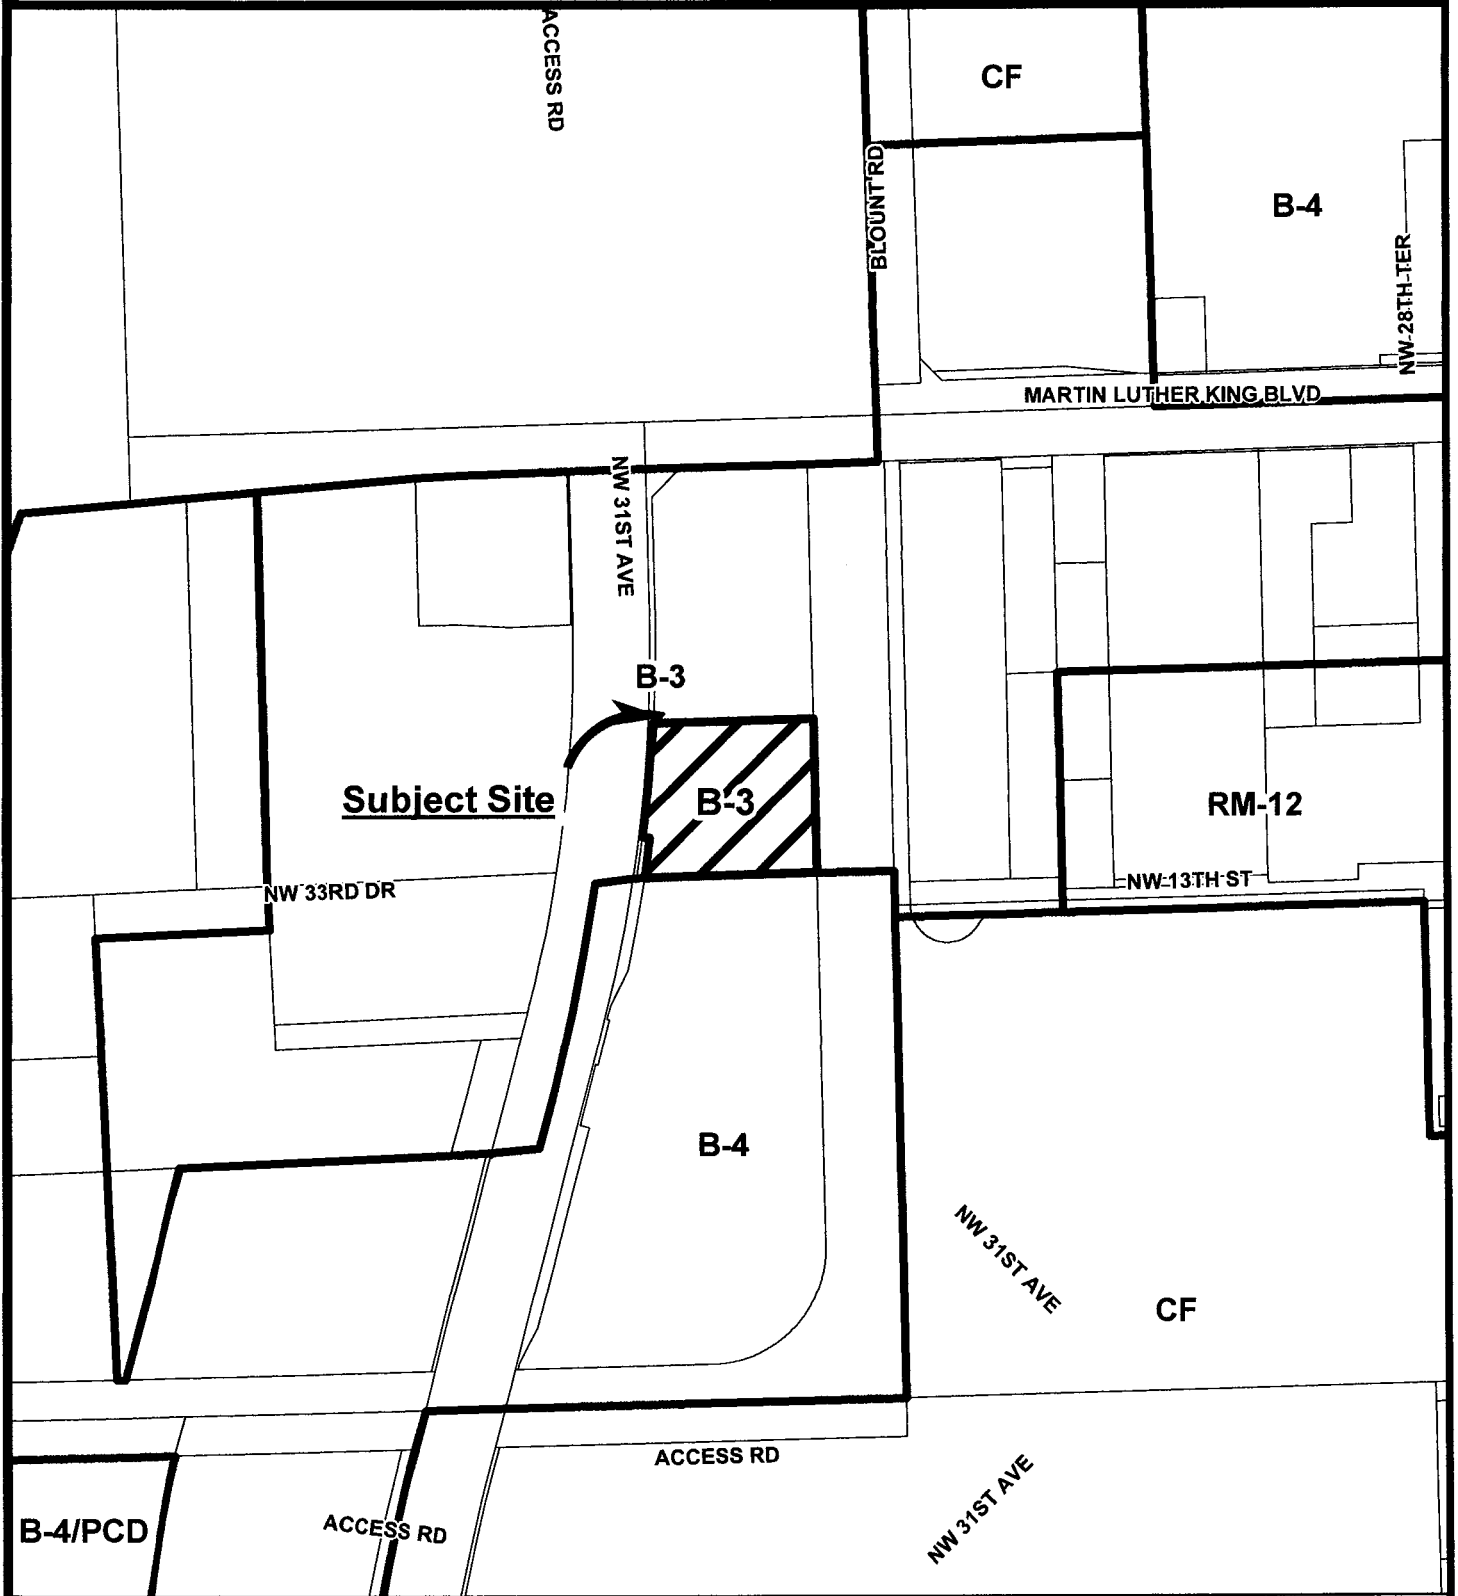 ACCESS RD
CF
BLOUNT RD
B-4
NW 28TH TER
MARTIN LUTHER KING BLVD
NW 31ST AVE
B-3
Subject Site
B-3
RM-12
NW 33RD DR
NW 13TH ST
B-4
NW 31ST AVE
CF
ACCESS RD
NW 31ST AVE
B-4/PCD
ACCESS RD